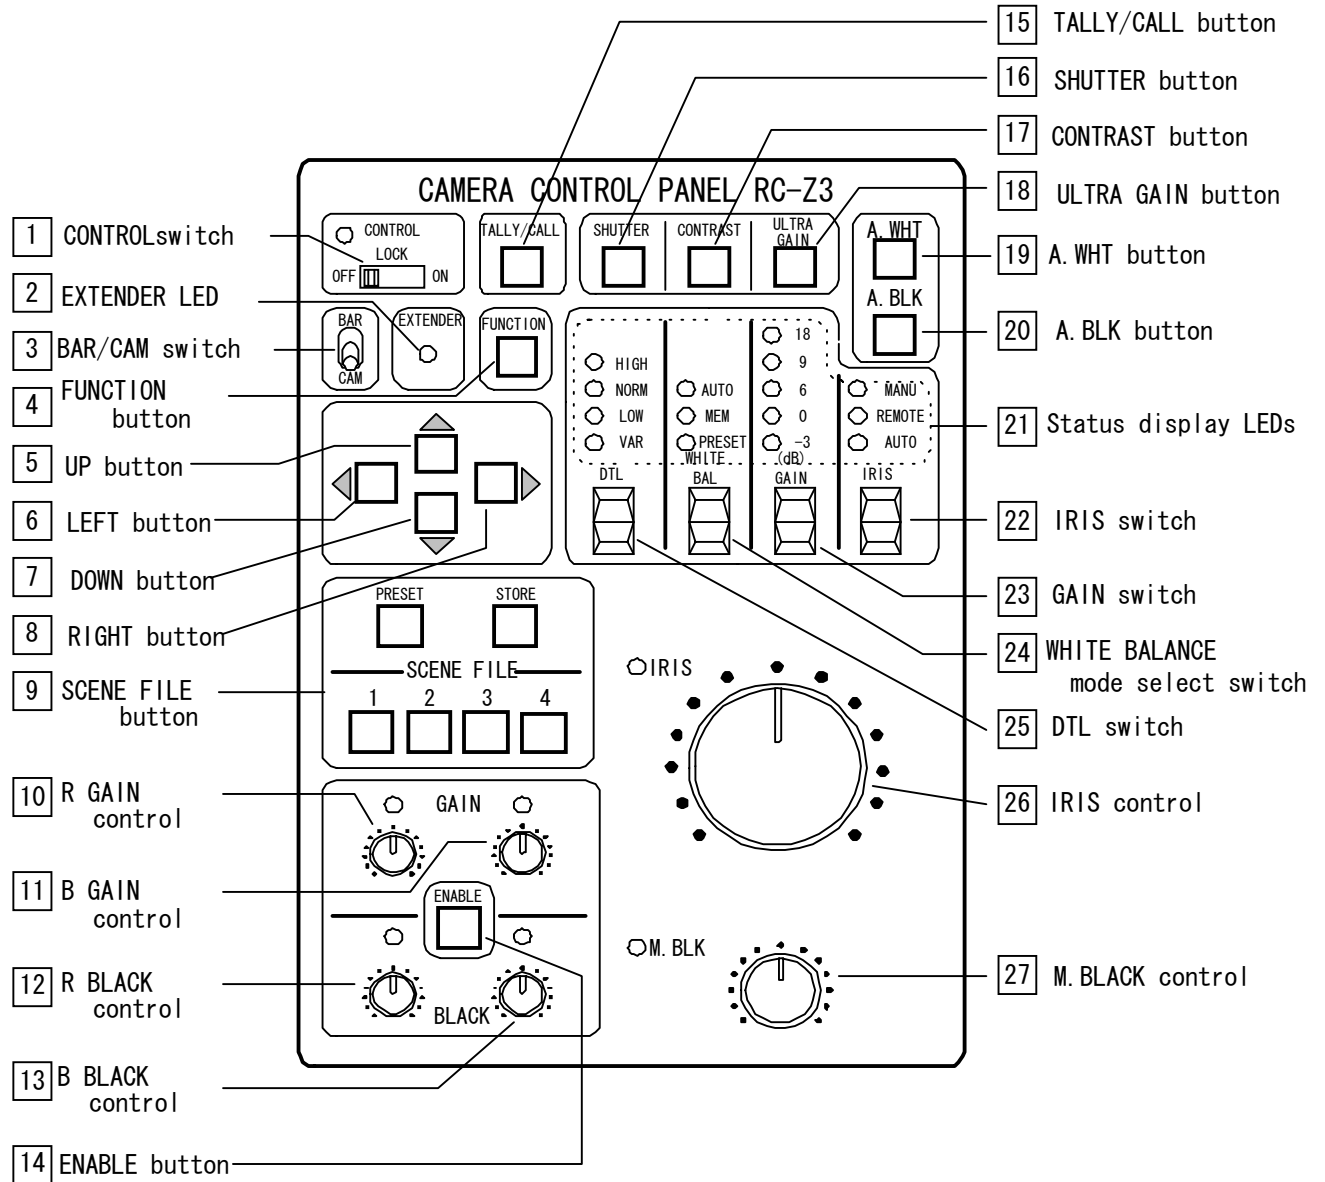 15 TALLY/CALL button
16 SHUTTER button
17 CONTRAST button
18 ULTRA GAIN button
CAMERA CONTROL PANEL RC-Z3
1 CONTROLswitch
2 EXTENDER LED
3 BAR/CAM switch
4 FUNCTION
button
5 UP button
6 LEFT button
7 DOWN button
8 RIGHT button
9 SCENE FILE
button
10 R GAIN
control
11 B GAIN
control
12 R BLACK
control
13 B BLACK
control
14 ENABLE button
CONTROL
LOCK
OFF ON
TALLY/CALL
SHUTTER
CONTRAST
ULTRA
GAIN
A.WHT
A.BLK
BAR
CAM
EXTENDER
FUNCTION
HIGH
NORM
LOW
VAR
DTL
AUTO
MEM
PRESET
WHITE
BAL
18
9
6
0
-3
(dB)
GAIN
MANU
REMOTE
AUTO
IRIS
PRESET STORE
SCENE FILE
1 2 3 4
IRIS
GAIN
ENABLE
BLACK
M.BLK
19 A.WHT button
20 A.BLK button
21 Status display LEDs
22 IRIS switch
23 GAIN switch
24 WHITE BALANCE
mode select switch
25 DTL switch
26 IRIS control
27 M.BLACK control